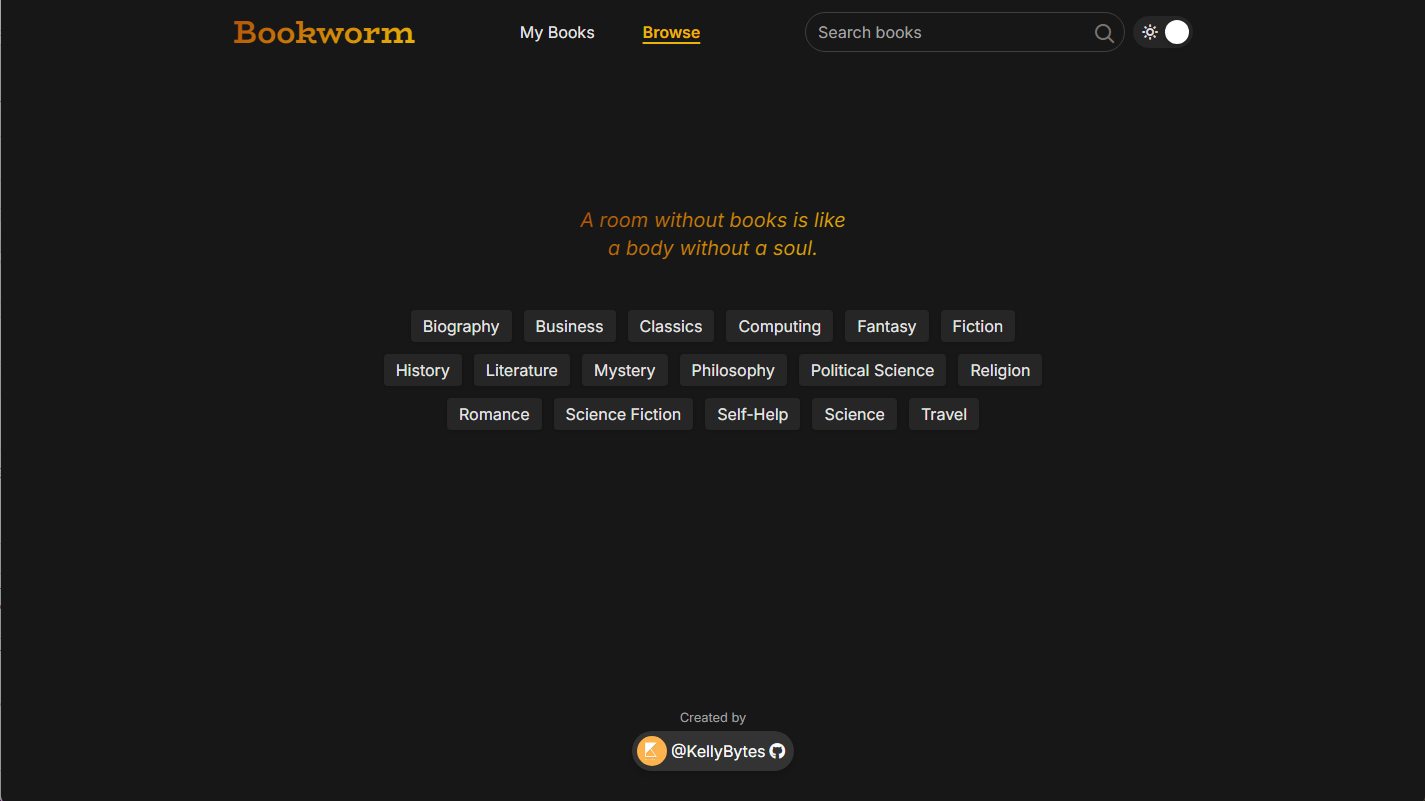 Bookworm My Books Browse Search books
A room without books is like
a body without a soul.
Biography Business Classics Computing Fantasy Fiction
History Literature Mystery Philosophy Political Science Religion
Romance Science Fiction Self-Help Science Travel
Created by
@KellyBytes